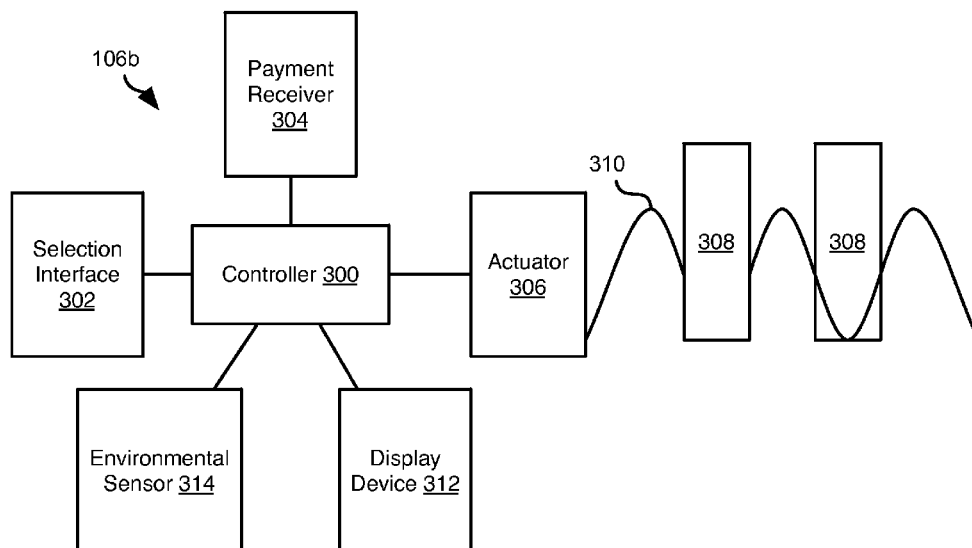 106b
Payment
Receiver
304
310
Selection
Interface
302
Controller 300
Actuator
306
308
308
Environmental
Sensor 314
Display
Device 312